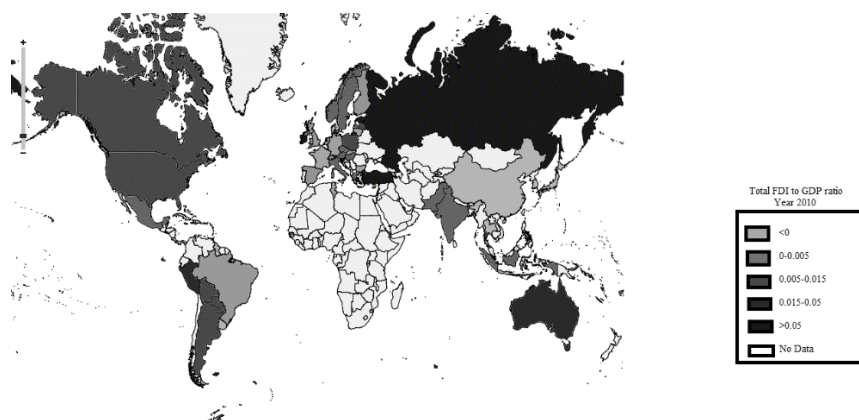 +
-
Total FDI to GDP ratio
Year 2010
<0
0-0.005
0.005-0.015
0.015-0.05
>0.05
No Data